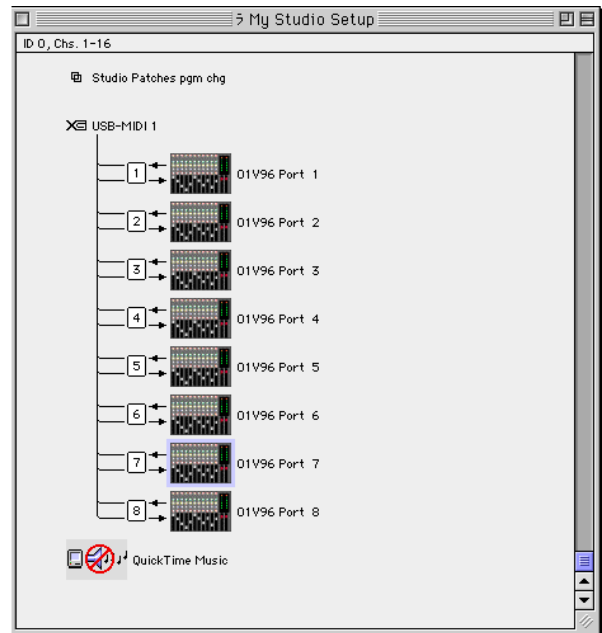 My Studio Setup
ID 0, Chs. 1-16
Studio Patches pgm chg
USB-MIDI 1
1 01V96 Port 1
2 01V96 Port 2
3 01V96 Port 3
4 01V96 Port 4
5 01V96 Port 5
6 01V96 Port 6
7 01V96 Port 7
8 01V96 Port 8
QuickTime Music